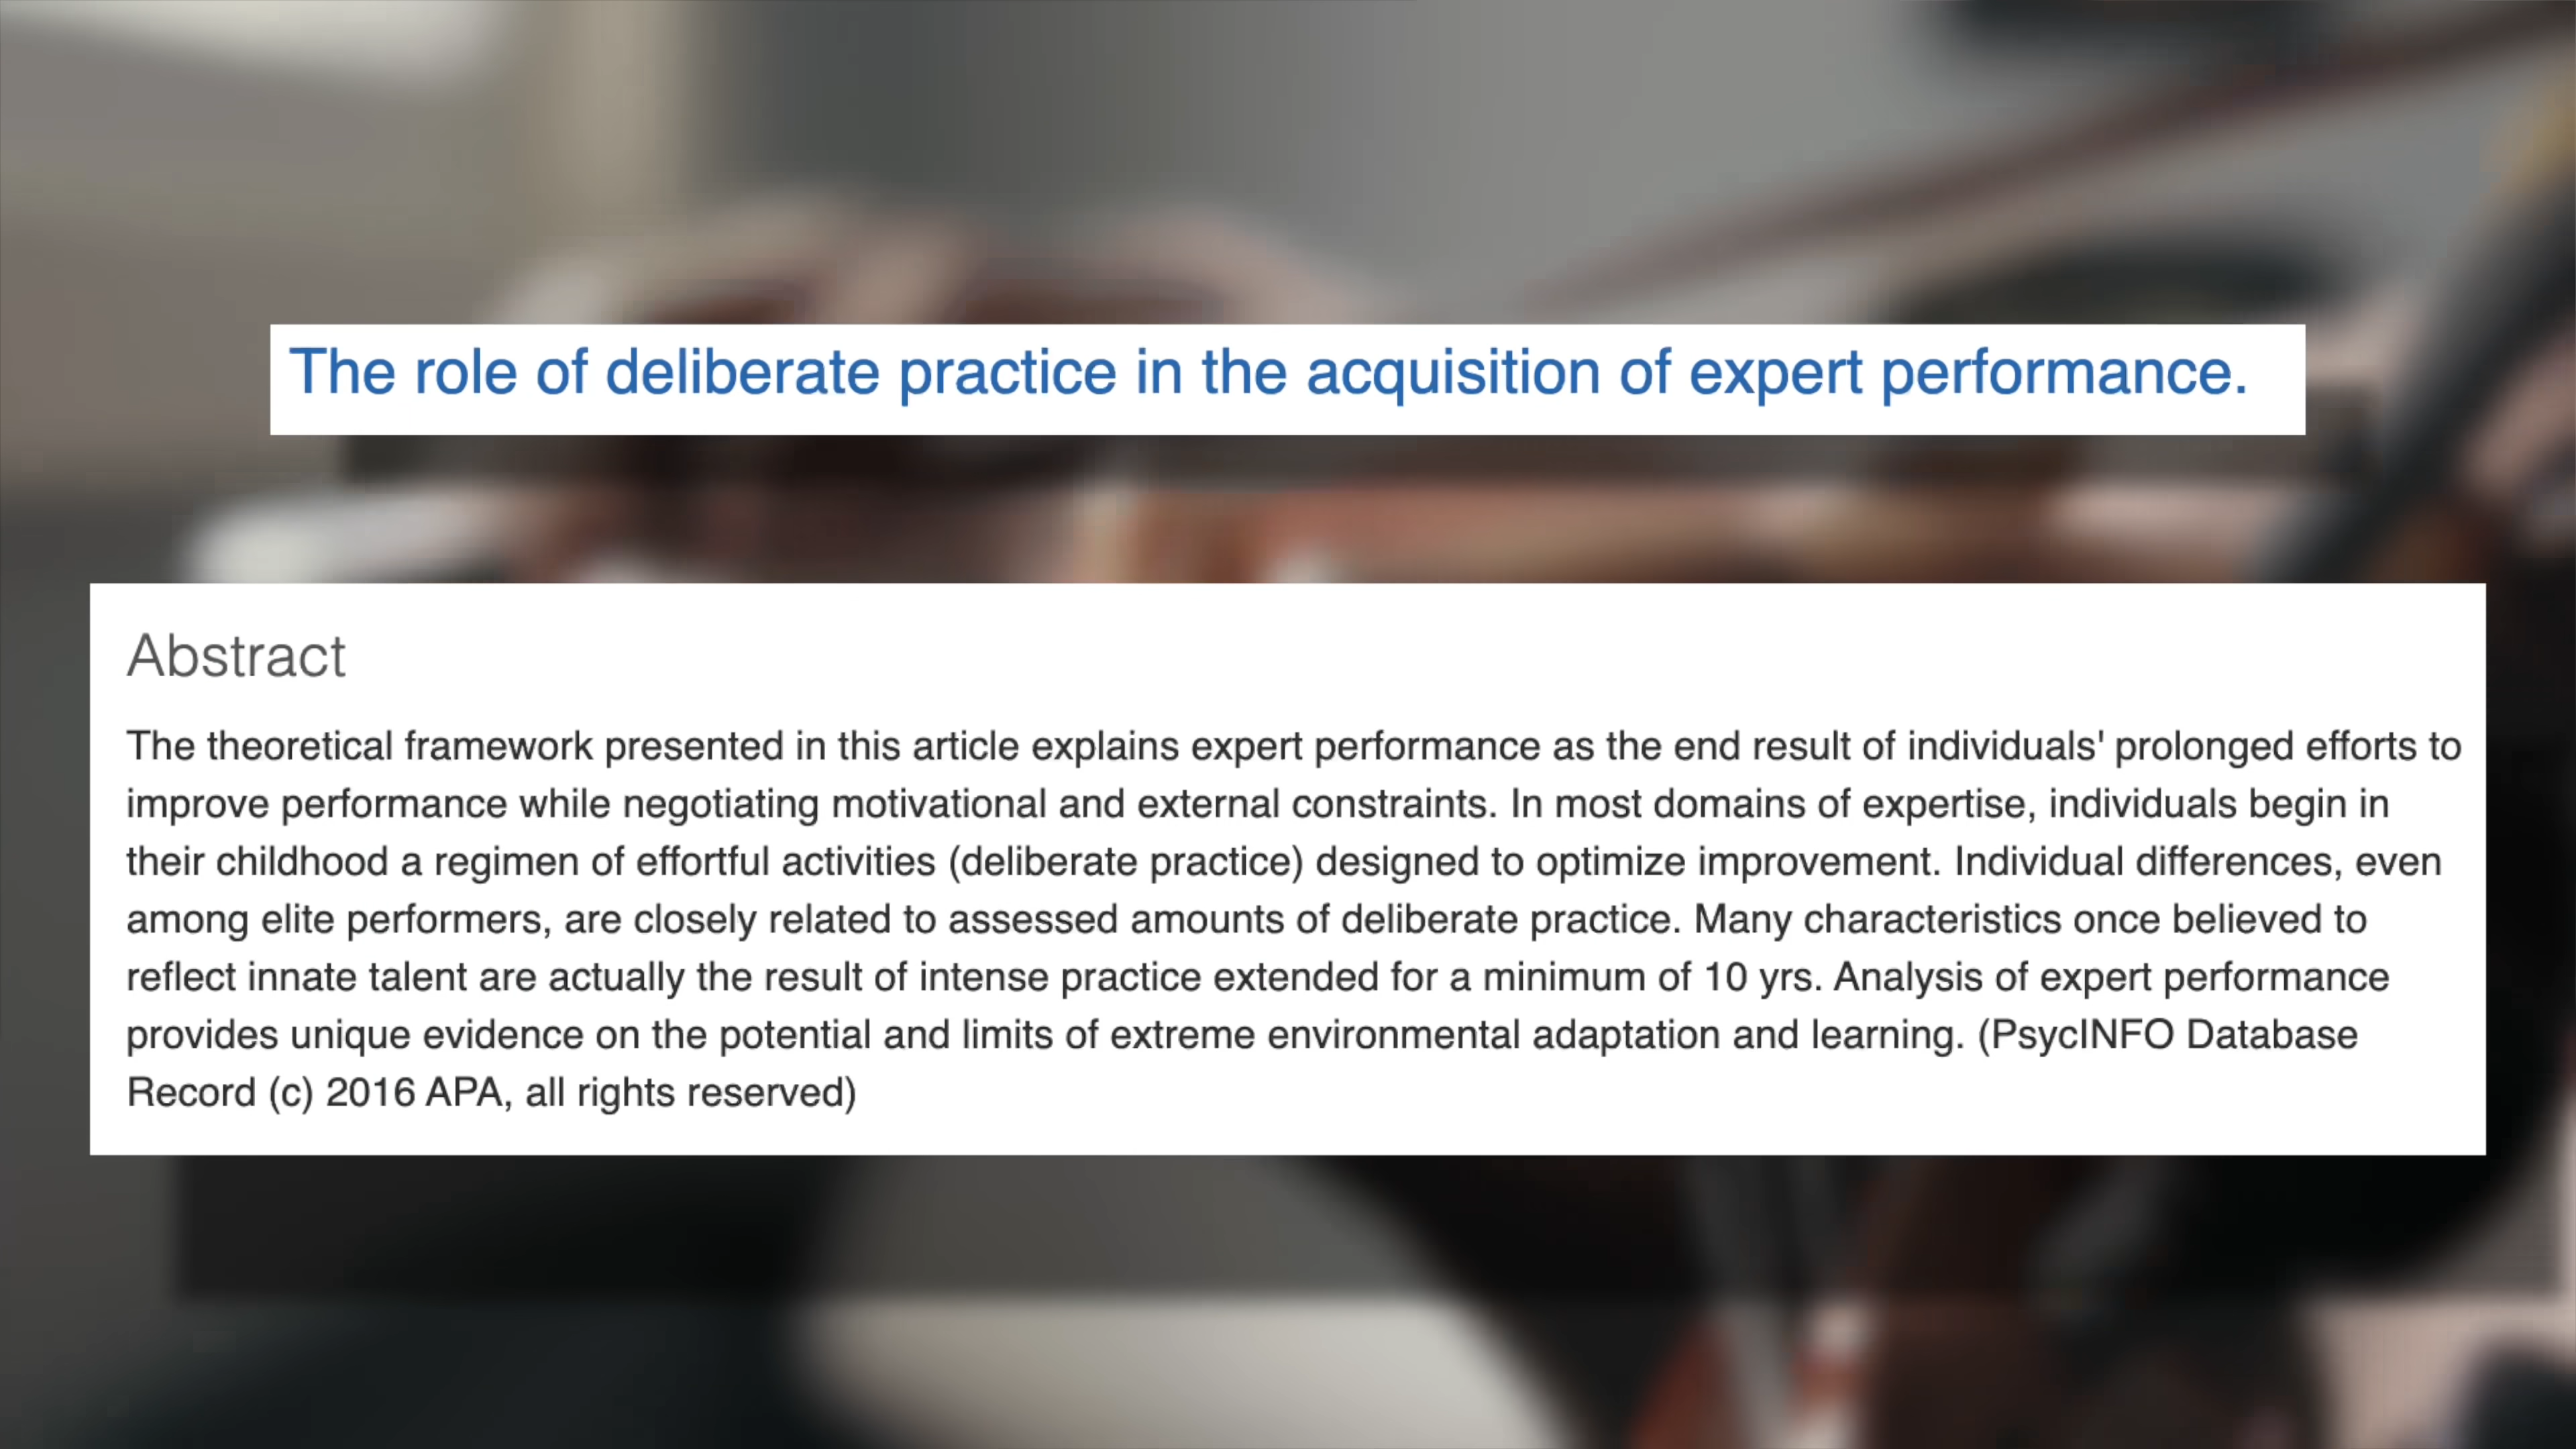 The role of deliberate practice in the acquisition of expert performance.
Abstract
The theoretical framework presented in this article explains expert performance as the end result of individuals' prolonged efforts to
improve performance while negotiating motivational and external constraints. In most domains of expertise, individuals begin in
their childhood a regimen of effortful activities (deliberate practice) designed to optimize improvement. Individual differences, even
among elite performers, are closely related to assessed amounts of deliberate practice. Many characteristics once believed to
reflect innate talent are actually the result of intense practice extended for a minimum of 10 yrs. Analysis of expert performance
provides unique evidence on the potential and limits of extreme environmental adaptation and learning. (PsycINFO Database
Record (c) 2016 APA, all rights reserved)